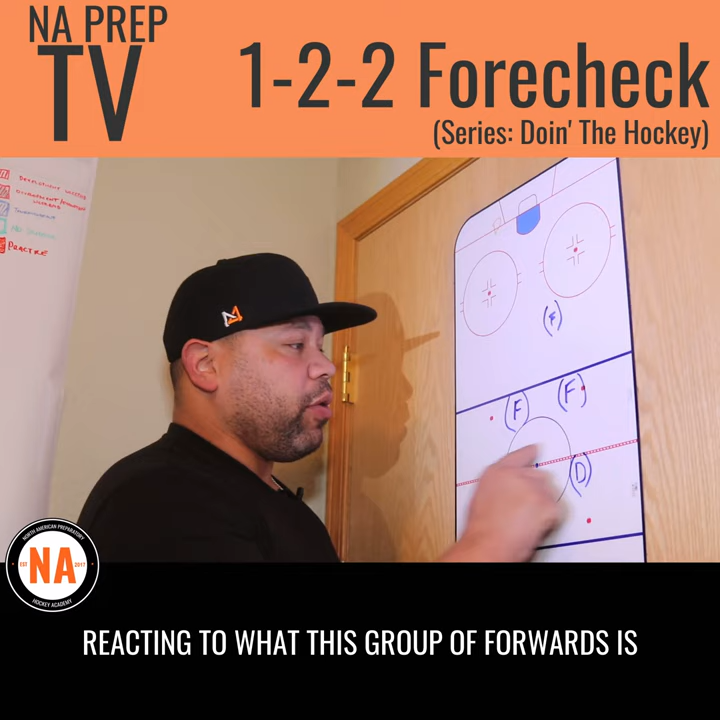 NA PREP
TV
1-2-2 Forecheck
(Series: Doin' The Hockey)
PRACTICE
(F)
(F)
(F)
(D)
NORTH AMERICAN PREPARATORY
EST
NA
2017
HOCKEY ACADEMY
REACTING TO WHAT THIS GROUP OF FORWARDS IS